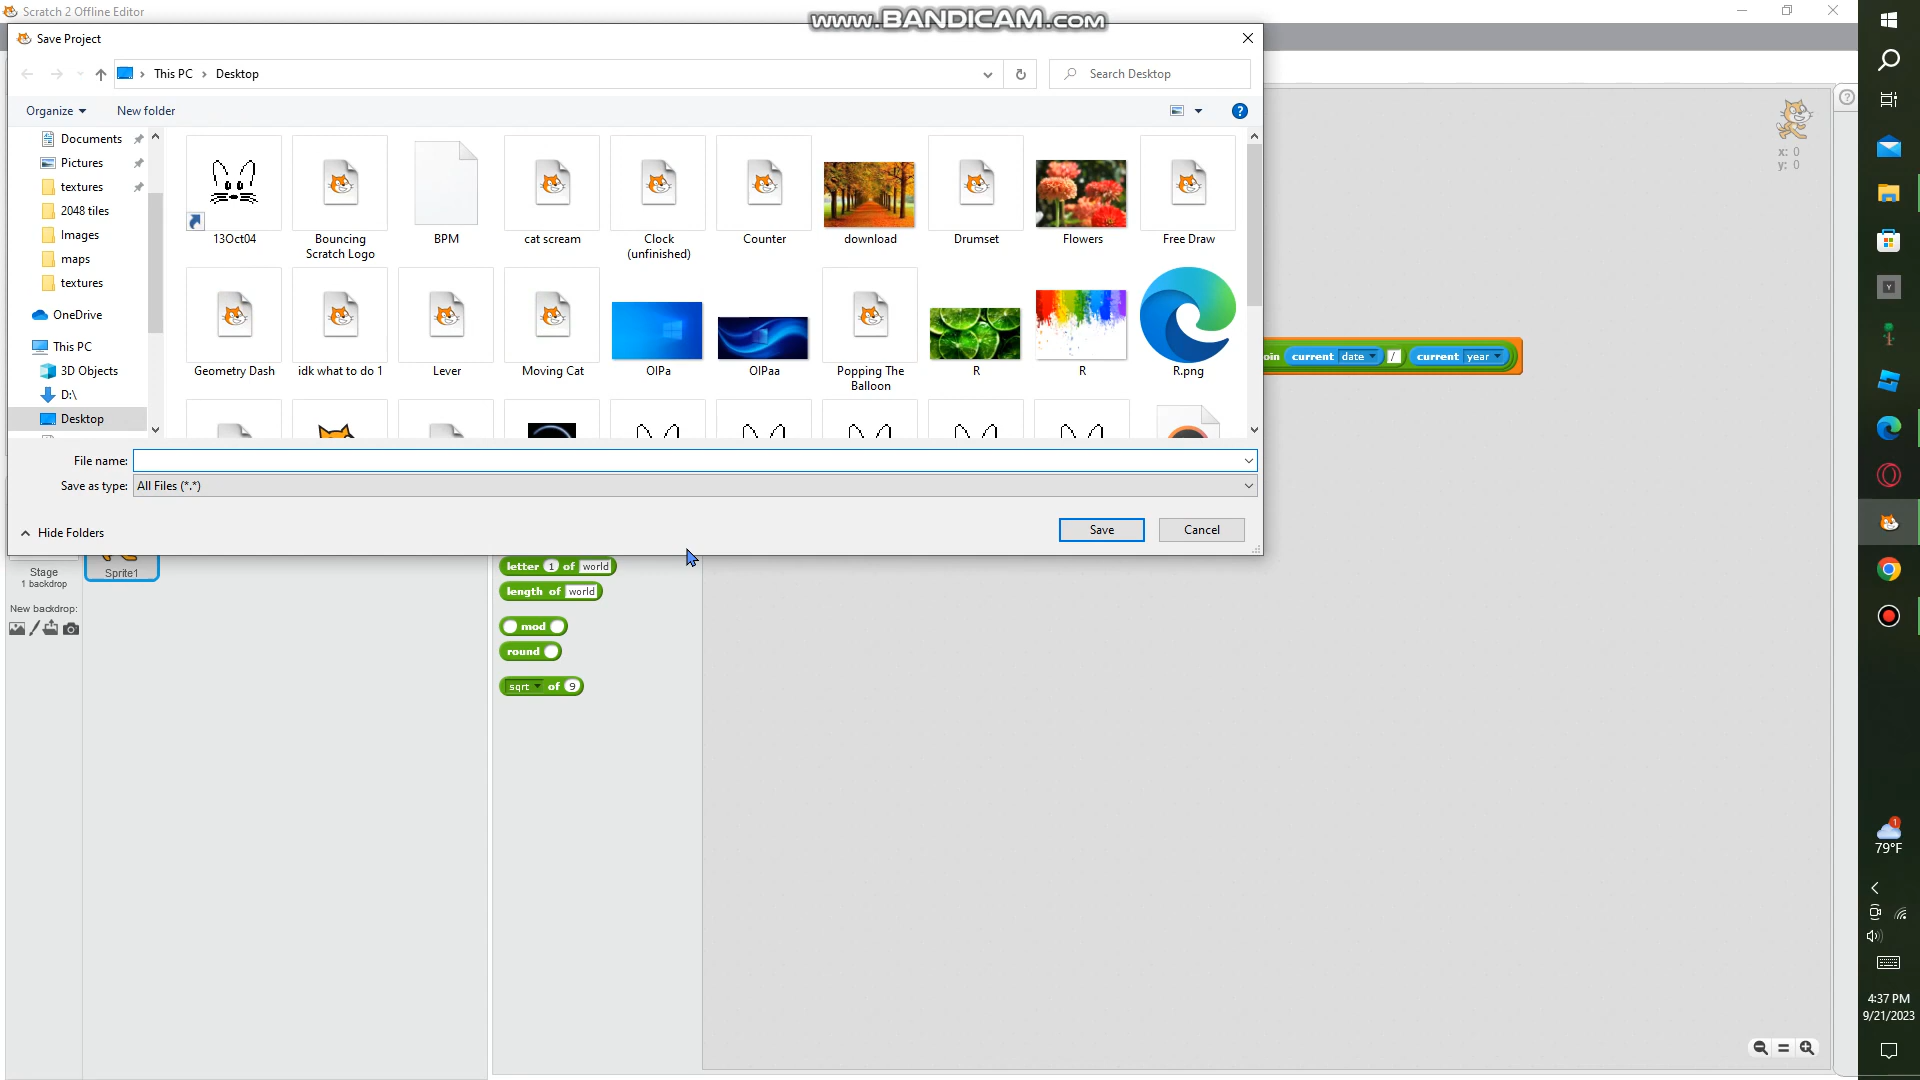 Scratch 2 Offline Editor
www.BANDICAM.com
Save Project
This PC
Desktop
Search Desktop
Organize
New folder
Documents
Pictures
textures
2048 tiles
Images
maps
textures
OneDrive
This PC
3D Objects
D:\
Desktop
13Oct04
Bouncing
Scratch Logo
BPM
cat scream
Clock
(unfinished)
Counter
download
Drumset
Flowers
Free Draw
Geometry Dash
idk what to do 1
Lever
Moving Cat
OIPa
OIPaa
Popping The
Balloon
R
R
R.png
File name:
Save as type: All Files (*.*)
Hide Folders
Save
Cancel
x: 0
y: 0
oin current date / current year
Stage
1 backdrop
Sprite1
New backdrop:
letter 1 of world
length of world
mod
round
sqrt of 9
1
79°F
4:37 PM
9/21/2023